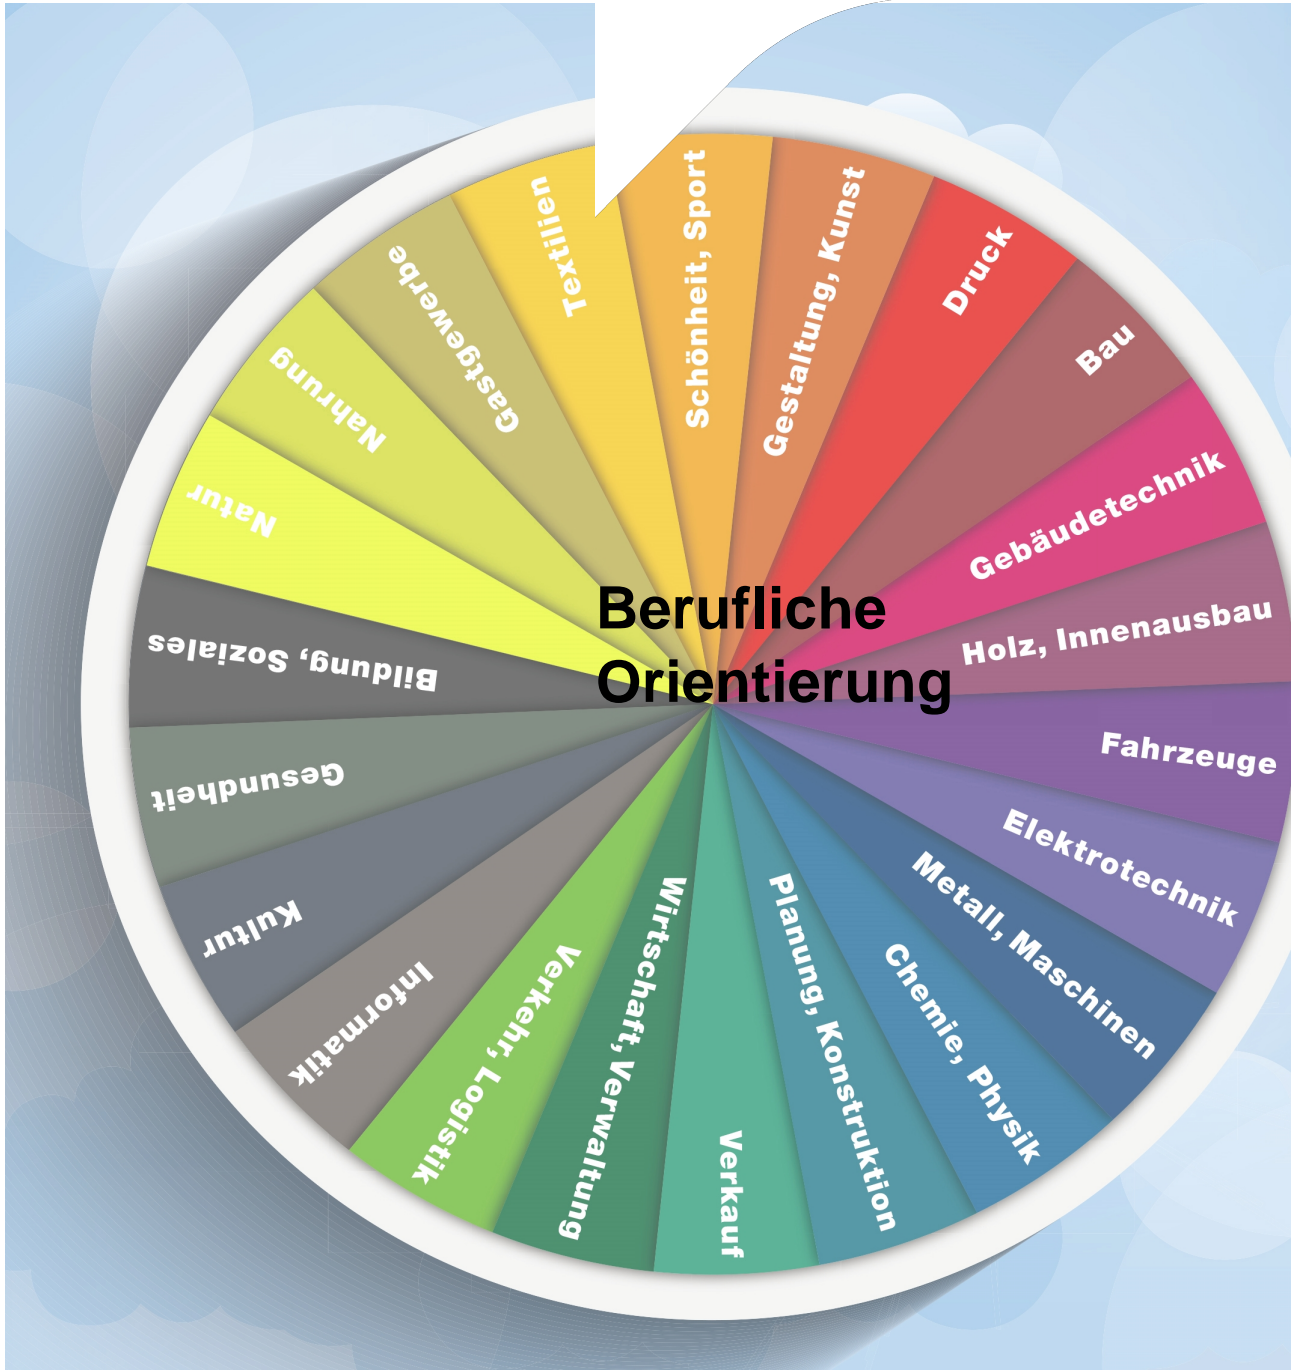 Berufliche
Orientierung
Schönheit, Sport
Gestaltung, Kunst
Druck
Bau
Gebäudetechnik
Holz, Innenausbau
Fahrzeuge
Elektrotechnik
Metall, Maschinen
Chemie, Physik
Planung, Konstruktion
Verkauf
Wirtschaft, Verwaltung
Verkehr, Logistik
Informatik
Kultur
Gesundheit
Bildung, Soziales
Natur
Nahrung
Gastgewerbe
Textilien